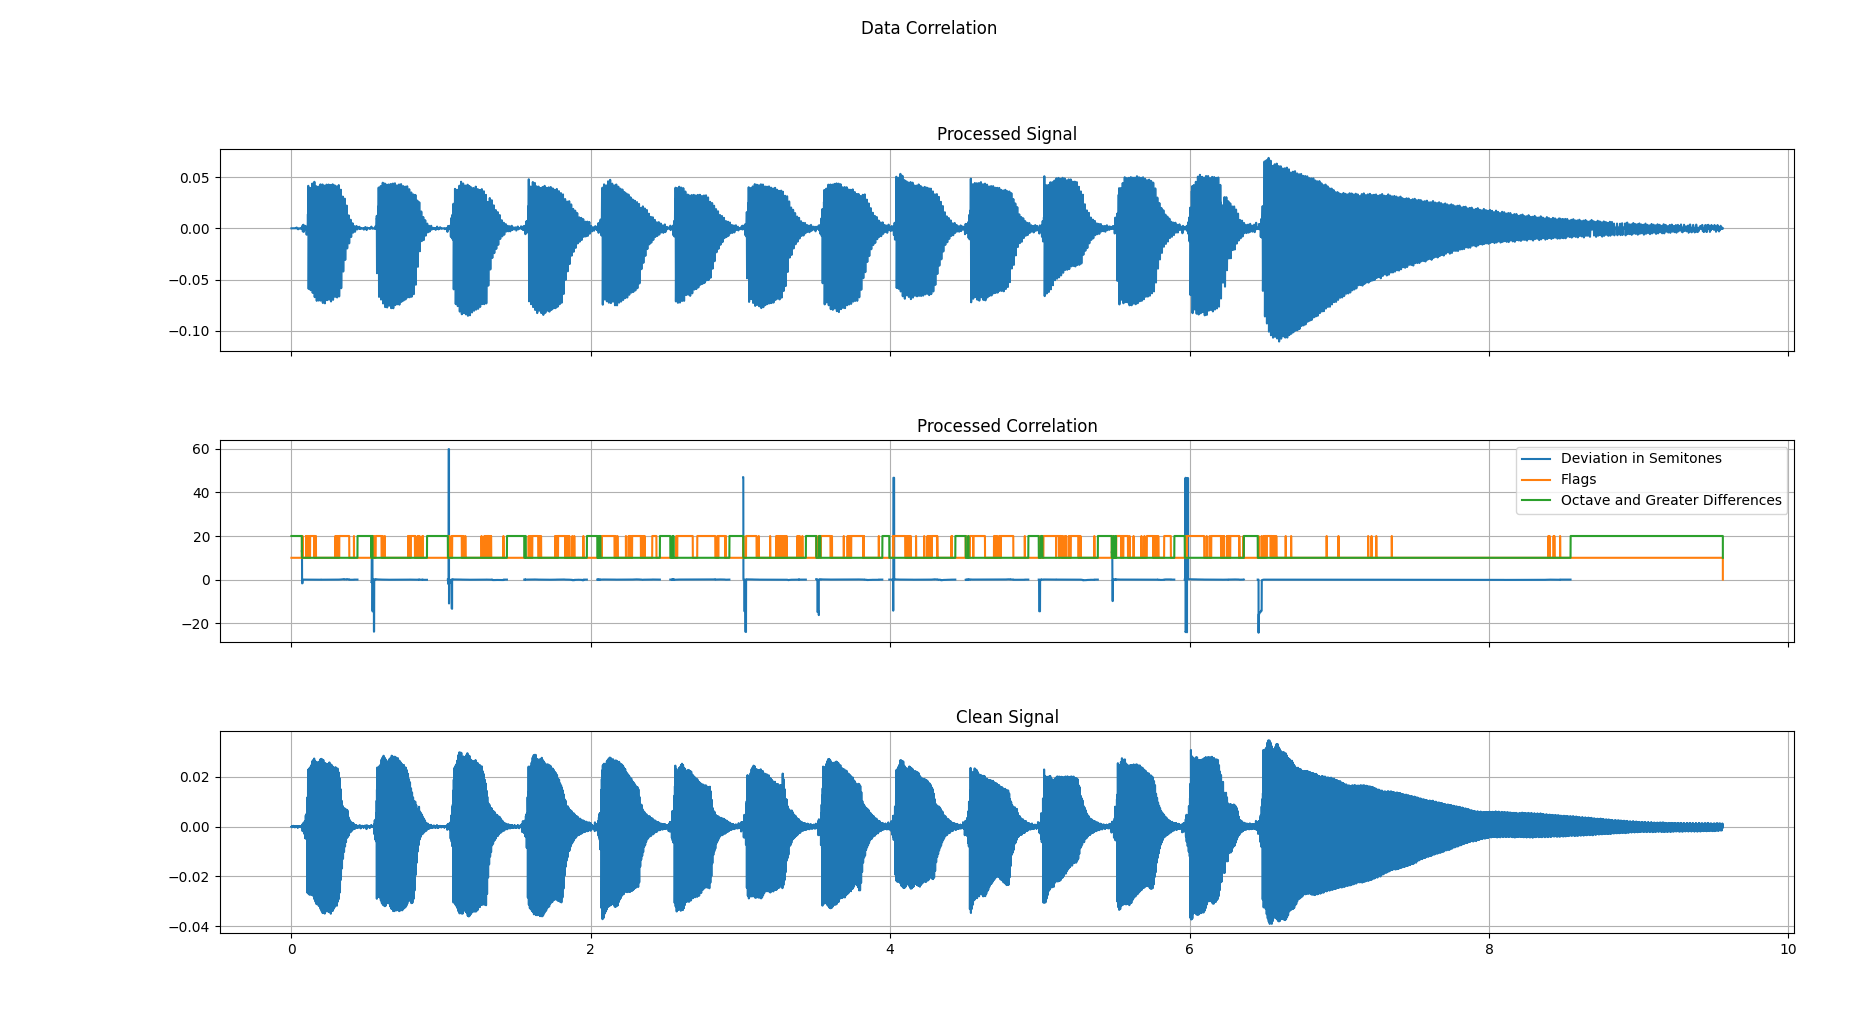 Data Correlation
Processed Signal
0.05
0.00
−0.05
−0.10
Processed Correlation
60
40
20
0
−20
Deviation in Semitones
Flags
Octave and Greater Differences
Clean Signal
0.02
0.00
−0.02
−0.04
0 2 4 6 8 10